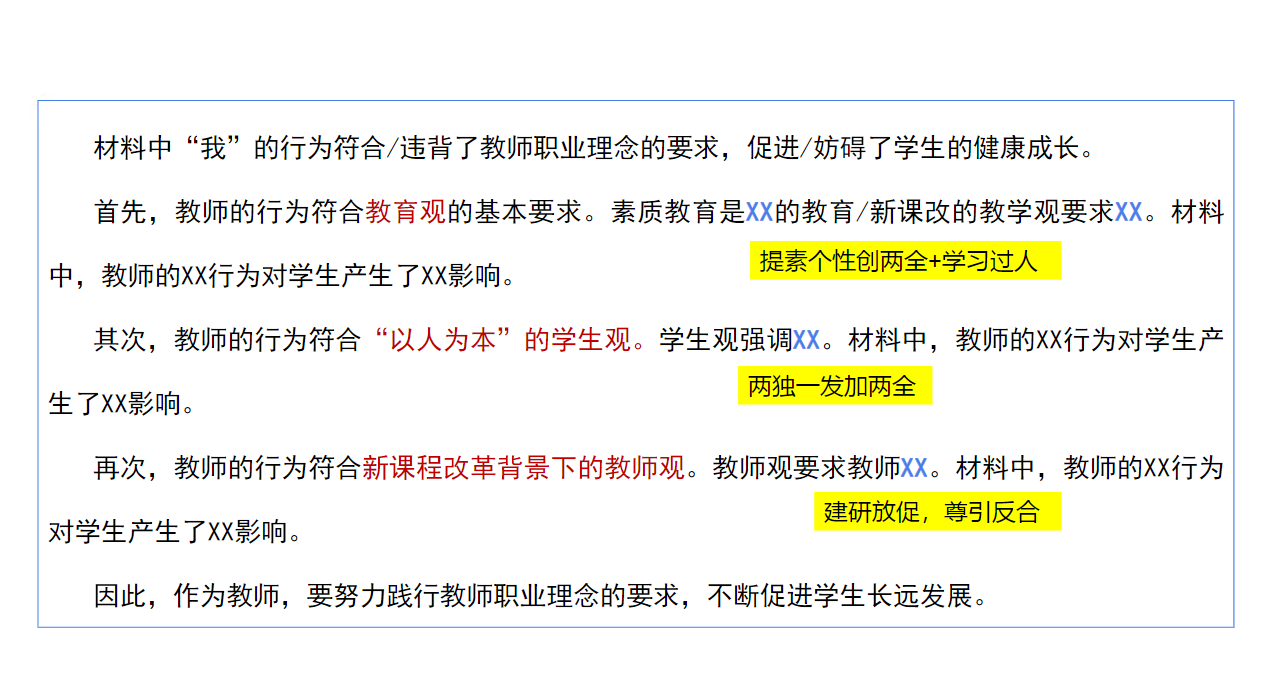 材料中“我”的行为符合/违背了教师职业理念的要求，促进/妨碍了学生的健康成长。
首先，教师的行为符合教育观的基本要求。素质教育是XX的教育/新课改的教学观要求XX。材料
提素个性创两全+学习过人
中，教师的XX行为对学生产生了XX影响。
其次，教师的行为符合“以人为本”的学生观。学生观强调XX。材料中，教师的XX行为对学生产
两独一发加两全
生了XX影响。
再次，教师的行为符合新课程改革背景下的教师观。教师观要求教师XX。材料中，教师的XX行为
建研放促，尊引反合
对学生产生了XX影响。
因此，作为教师，要努力践行教师职业理念的要求，不断促进学生长远发展。